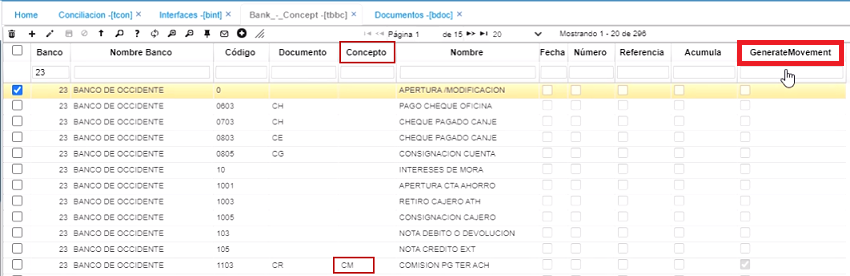 Home Conciliacion -[fcon] Interfaces -[bint] Bank_-_Concept -[tbbc] Documentos -[bdoc]
Página 1 de 15 20 Mostrando 1 - 20 de 296
Banco Nombre Banco Código Documento Concepto Nombre Fecha Número Referencia Acumula GenerateMovement
23
23 BANCO DE OCCIDENTE 0 APERTURA /MODIFICACION
23 BANCO DE OCCIDENTE 0603 CH PAGO CHEQUE OFICINA
23 BANCO DE OCCIDENTE 0703 CH CHEQUE PAGADO CANJE
23 BANCO DE OCCIDENTE 0803 CE CHEQUE PAGADO CANJE
23 BANCO DE OCCIDENTE 0805 CG CONSIGNACION CUENTA
23 BANCO DE OCCIDENTE 10 INTERESES DE MORA
23 BANCO DE OCCIDENTE 1001 APERTURA CTA AHORRO
23 BANCO DE OCCIDENTE 1003 RETIRO CAJERO ATH
23 BANCO DE OCCIDENTE 1005 CONSIGNACION CAJERO
23 BANCO DE OCCIDENTE 103 NOTA DEBITO O DEVOLUCION
23 BANCO DE OCCIDENTE 105 NOTA CREDITO EXT
23 BANCO DE OCCIDENTE 1103 CR CM COMISION PG TER ACH